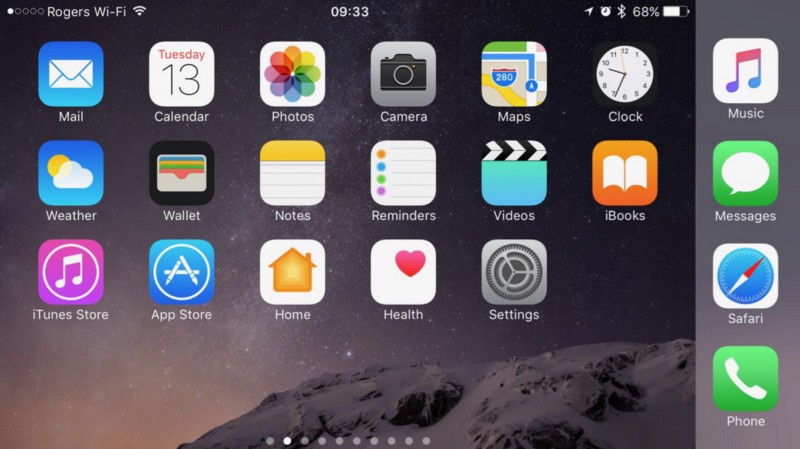 Rogers Wi-Fi 09:33 68%
Tuesday
13
280
12
Mail Calendar Photos Camera Maps Clock
Music
Weather Wallet Notes Reminders Videos iBooks
Messages
iTunes Store App Store Home Health Settings
Safari
Phone